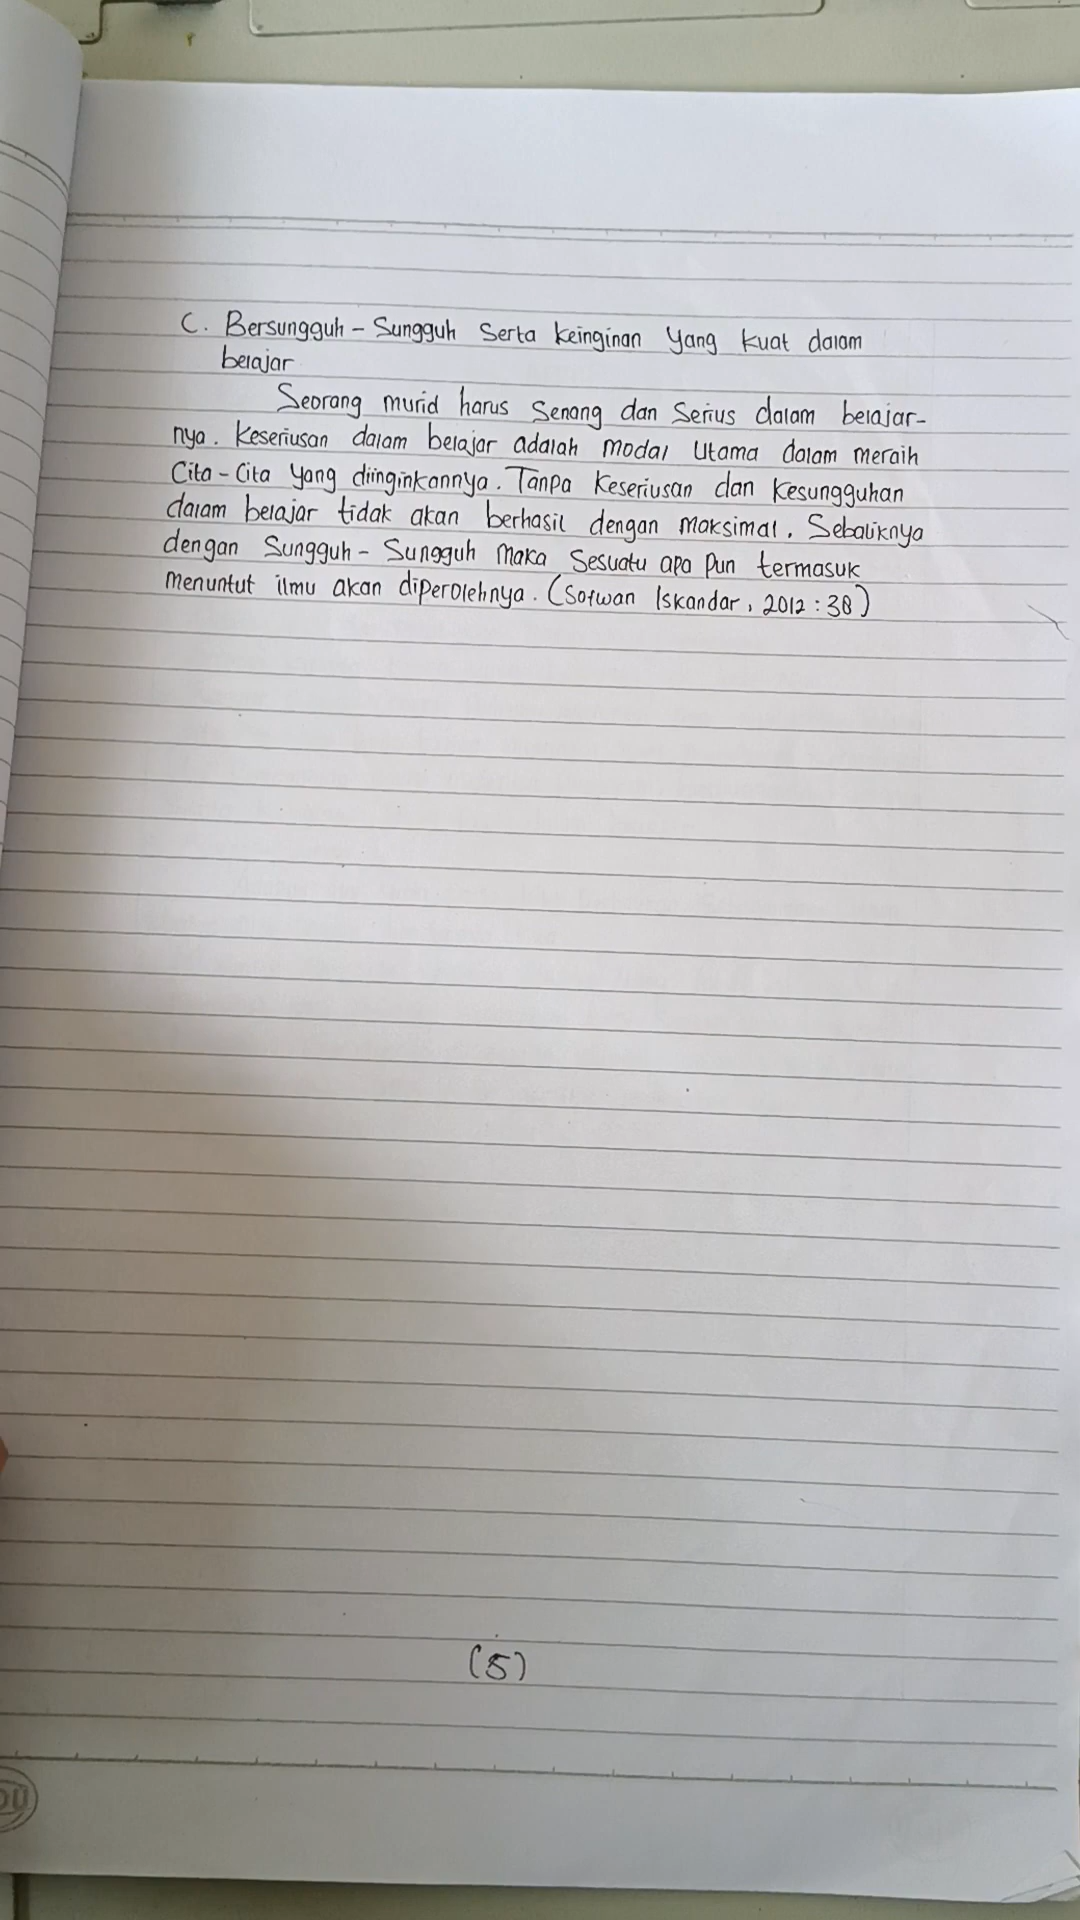 C. Bersungguh - Sungguh Serta keinginan Yang kuat dalam
belajar
Seorang murid harus Senang dan Serius dalam belajar-
nya. Keseriusan dalam belajar adalah modal Utama dalam meraih
Cita - Cita Yang diinginkannya. Tanpa Keseriusan dan Kesungguhan
dalam belajar tidak akan berhasil dengan maksimal. Sebaliknya
dengan Sungguh - Sungguh Maka Sesuatu apa Pun termasuk
Menuntut ilmu akan diperolehnya. (Sofwan Iskandar, 2012 : 38)
(5)